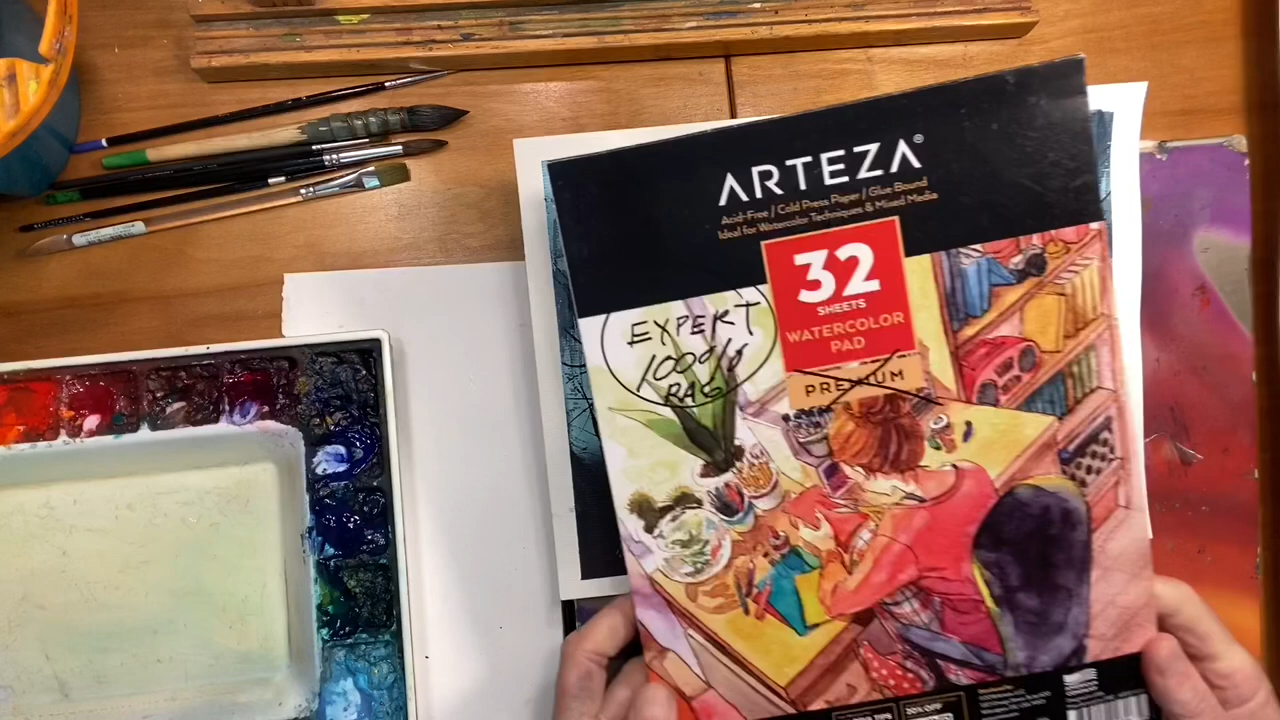 ARTEZA®
Acid-Free / Cold Press Paper / Glue Bound
Ideal for Watercolor Techniques & Mixed Media
32
SHEETS
WATERCOLOR
PAD
PREMIUM
EXPERT
100%
RAG